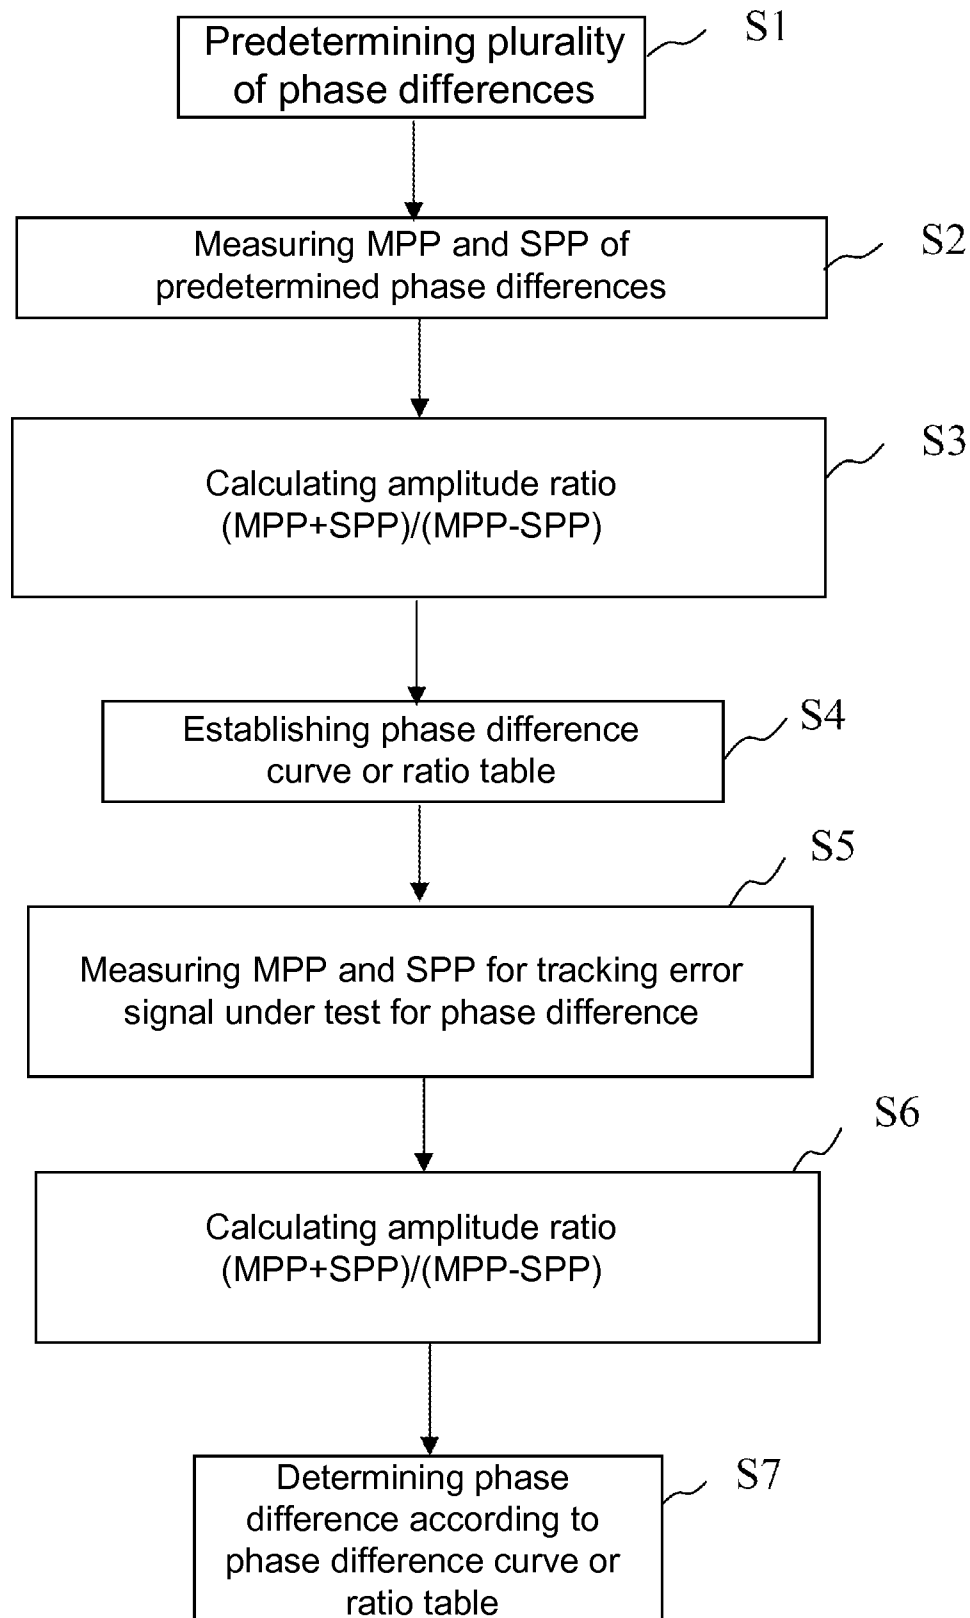 Predetermining plurality
of phase differences
S1
Measuring MPP and SPP of
predetermined phase differences
S2
Calculating amplitude ratio
(MPP+SPP)/(MPP-SPP)
S3
Establishing phase difference
curve or ratio table
S4
Measuring MPP and SPP for tracking error
signal under test for phase difference
S5
Calculating amplitude ratio
(MPP+SPP)/(MPP-SPP)
S6
Determining phase
difference according to
phase difference curve or
ratio table
S7